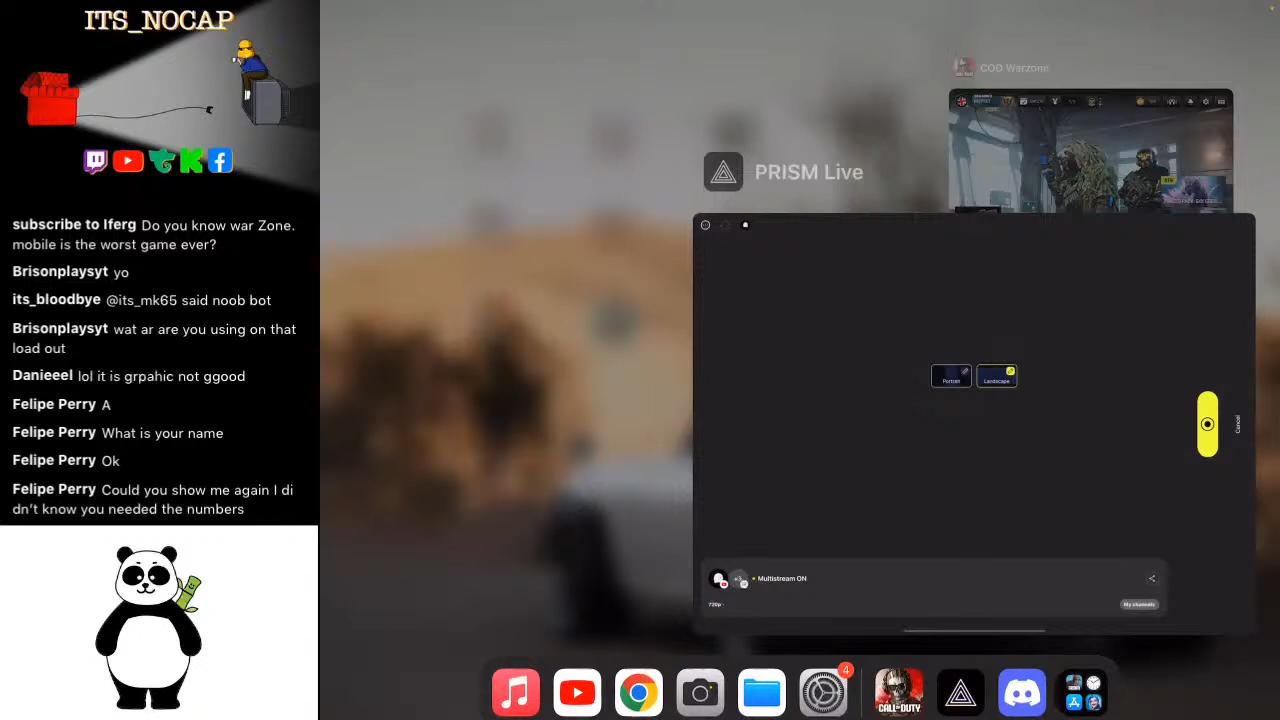 ITS_NOCAP
subscribe to lferg Do you know war Zone.
mobile is the worst game ever?
Brisonplaysyt yo
its_bloodbye @its_mk65 said noob bot
Brisonplaysyt wat ar are you using on that
load out
Danieeel lol it is grpahic not ggood
Felipe Perry A
Felipe Perry What is your name
Felipe Perry Ok
Felipe Perry Could you show me again I di
dn't know you needed the numbers
COD Warzone
PRISM Live
Portrait
Landscape
Cancel
+3
Multistream ON
720p
My channels
4
CALL OF DUTY